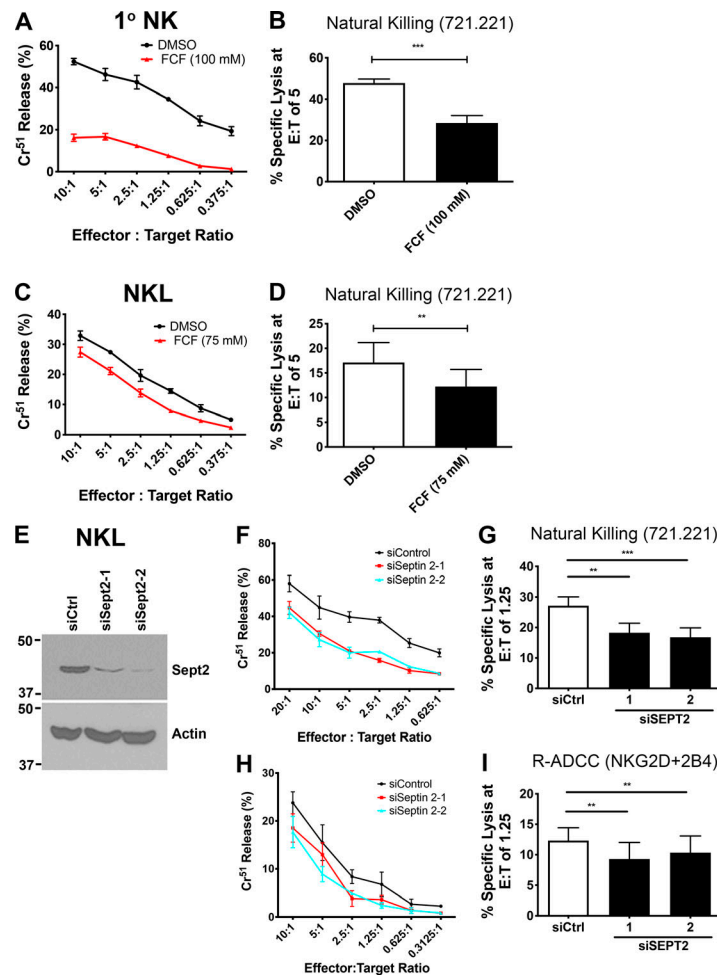 A
1º NK
DMSO
FCF (100 mM)
Cr51 Release (%)
60
40
20
0
10:1
5:1
2.5:1
1.25:1
0.625:1
0.375:1
Effector : Target Ratio
B
Natural Killing (721.221)
***
% Specific Lysis at
E:T of 5
60
40
20
0
DMSO
FCF (100 mM)
C
NKL
DMSO
FCF (75 mM)
Cr51 Release (%)
40
30
20
10
0
10:1
5:1
2.5:1
1.25:1
0.625:1
0.375:1
Effector : Target Ratio
D
Natural Killing (721.221)
**
% Specific Lysis at
E:T of 5
25
20
15
10
5
0
DMSO
FCF (75 mM)
E
NKL
siCtrl
siSept2-1
siSept2-2
50
37
Sept2
50
37
Actin
F
siControl
siSeptin 2-1
siSeptin 2-2
Cr51 Release (%)
80
60
40
20
0
20:1
10:1
5:1
2.5:1
1.25:1
0.625:1
Effector : Target Ratio
G
Natural Killing (721.221)
***
**
% Specific Lysis at
E:T of 1.25
40
30
20
10
0
siCtrl
1
2
siSEPT2
H
siControl
siSeptin 2-1
siSeptin 2-2
Cr51 Release (%)
30
20
10
0
10:1
5:1
2.5:1
1.25:1
0.625:1
0.3125:1
Effector:Target Ratio
I
R-ADCC (NKG2D+2B4)
**
**
% Specific Lysis at
E:T of 1.25
20
15
10
5
0
siCtrl
1
2
siSEPT2